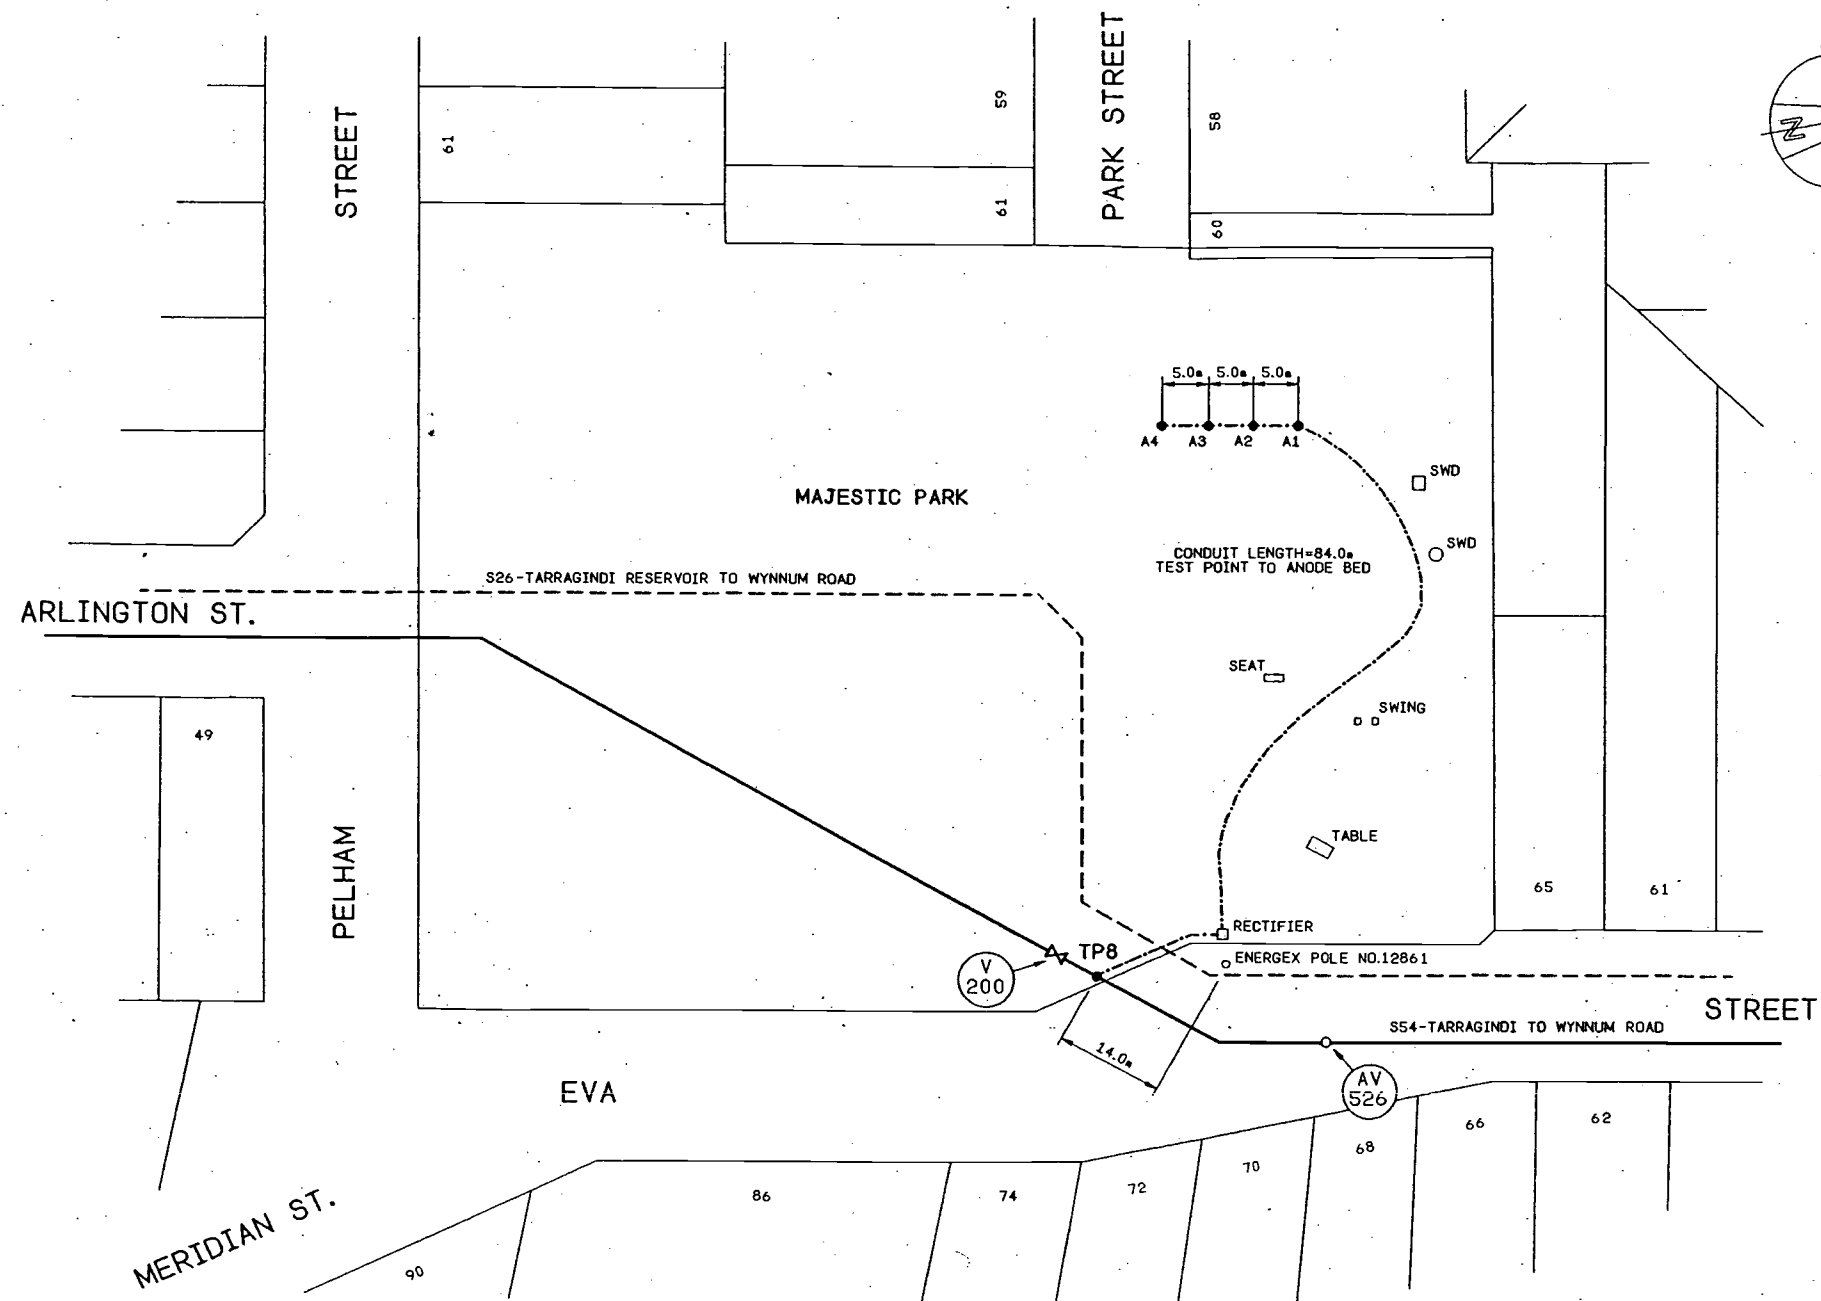 PARK STREET
STREET
61
59
58
61
60
N
5.0m 5.0m 5.0m
A4 A3 A2 A1
SWD
MAJESTIC PARK
SWD
CONDUIT LENGTH=84.0m
TEST POINT TO ANODE BED
S26-TARRAGINDI RESERVOIR TO WYNNUM ROAD
ARLINGTON ST.
SEAT
SWING
49
TABLE
PELHAM
65
61
RECTIFIER
TP8
ENERGEX POLE NO.12861
V
200
STREET
S54-TARRAGINDI TO WYNNUM ROAD
14.0m
EVA
AV
526
62
66
68
70
72
74
86
MERIDIAN ST.
90